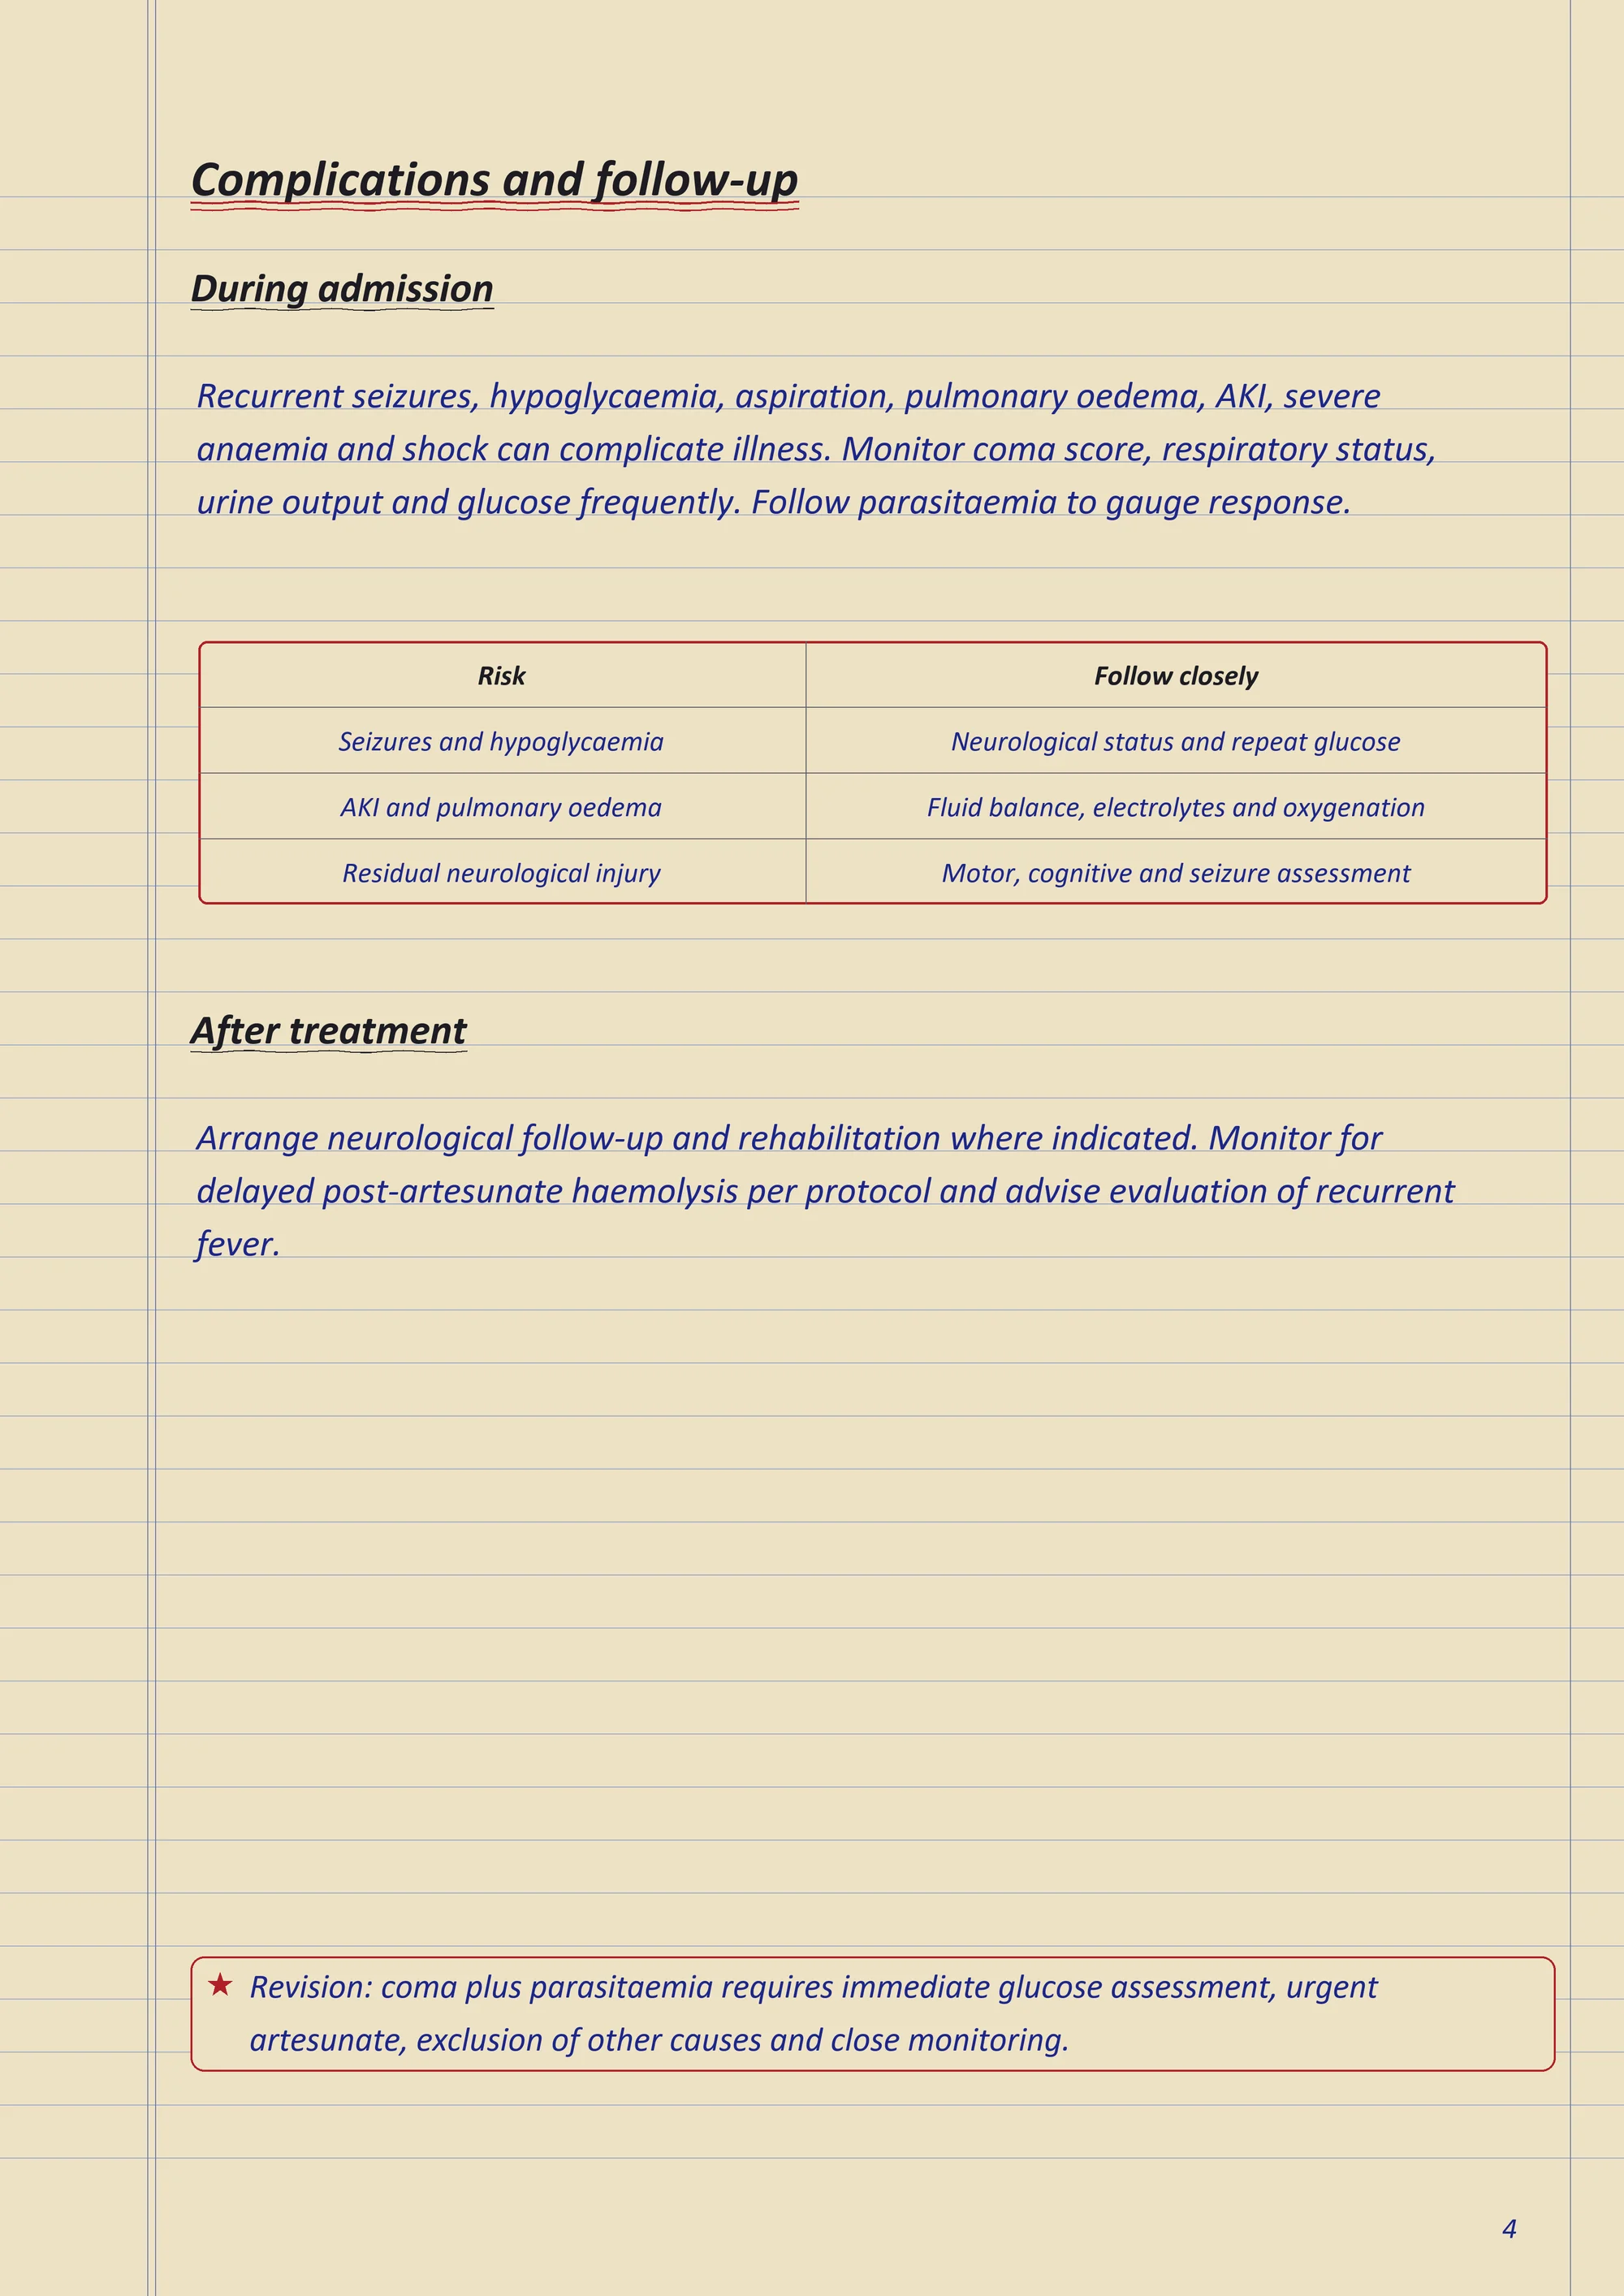 Complications and follow-up
During admission
Recurrent seizures, hypoglycaemia, aspiration, pulmonary oedema, AKI, severe
anaemia and shock can complicate illness. Monitor coma score, respiratory status,
urine output and glucose frequently. Follow parasitaemia to gauge response.
Risk Follow closely
Seizures and hypoglycaemia Neurological status and repeat glucose
AKI and pulmonary oedema Fluid balance, electrolytes and oxygenation
Residual neurological injury Motor, cognitive and seizure assessment
After treatment
Arrange neurological follow-up and rehabilitation where indicated. Monitor for
delayed post-artesunate haemolysis per protocol and advise evaluation of recurrent
fever.
★ Revision: coma plus parasitaemia requires immediate glucose assessment, urgent
artesunate, exclusion of other causes and close monitoring.
4